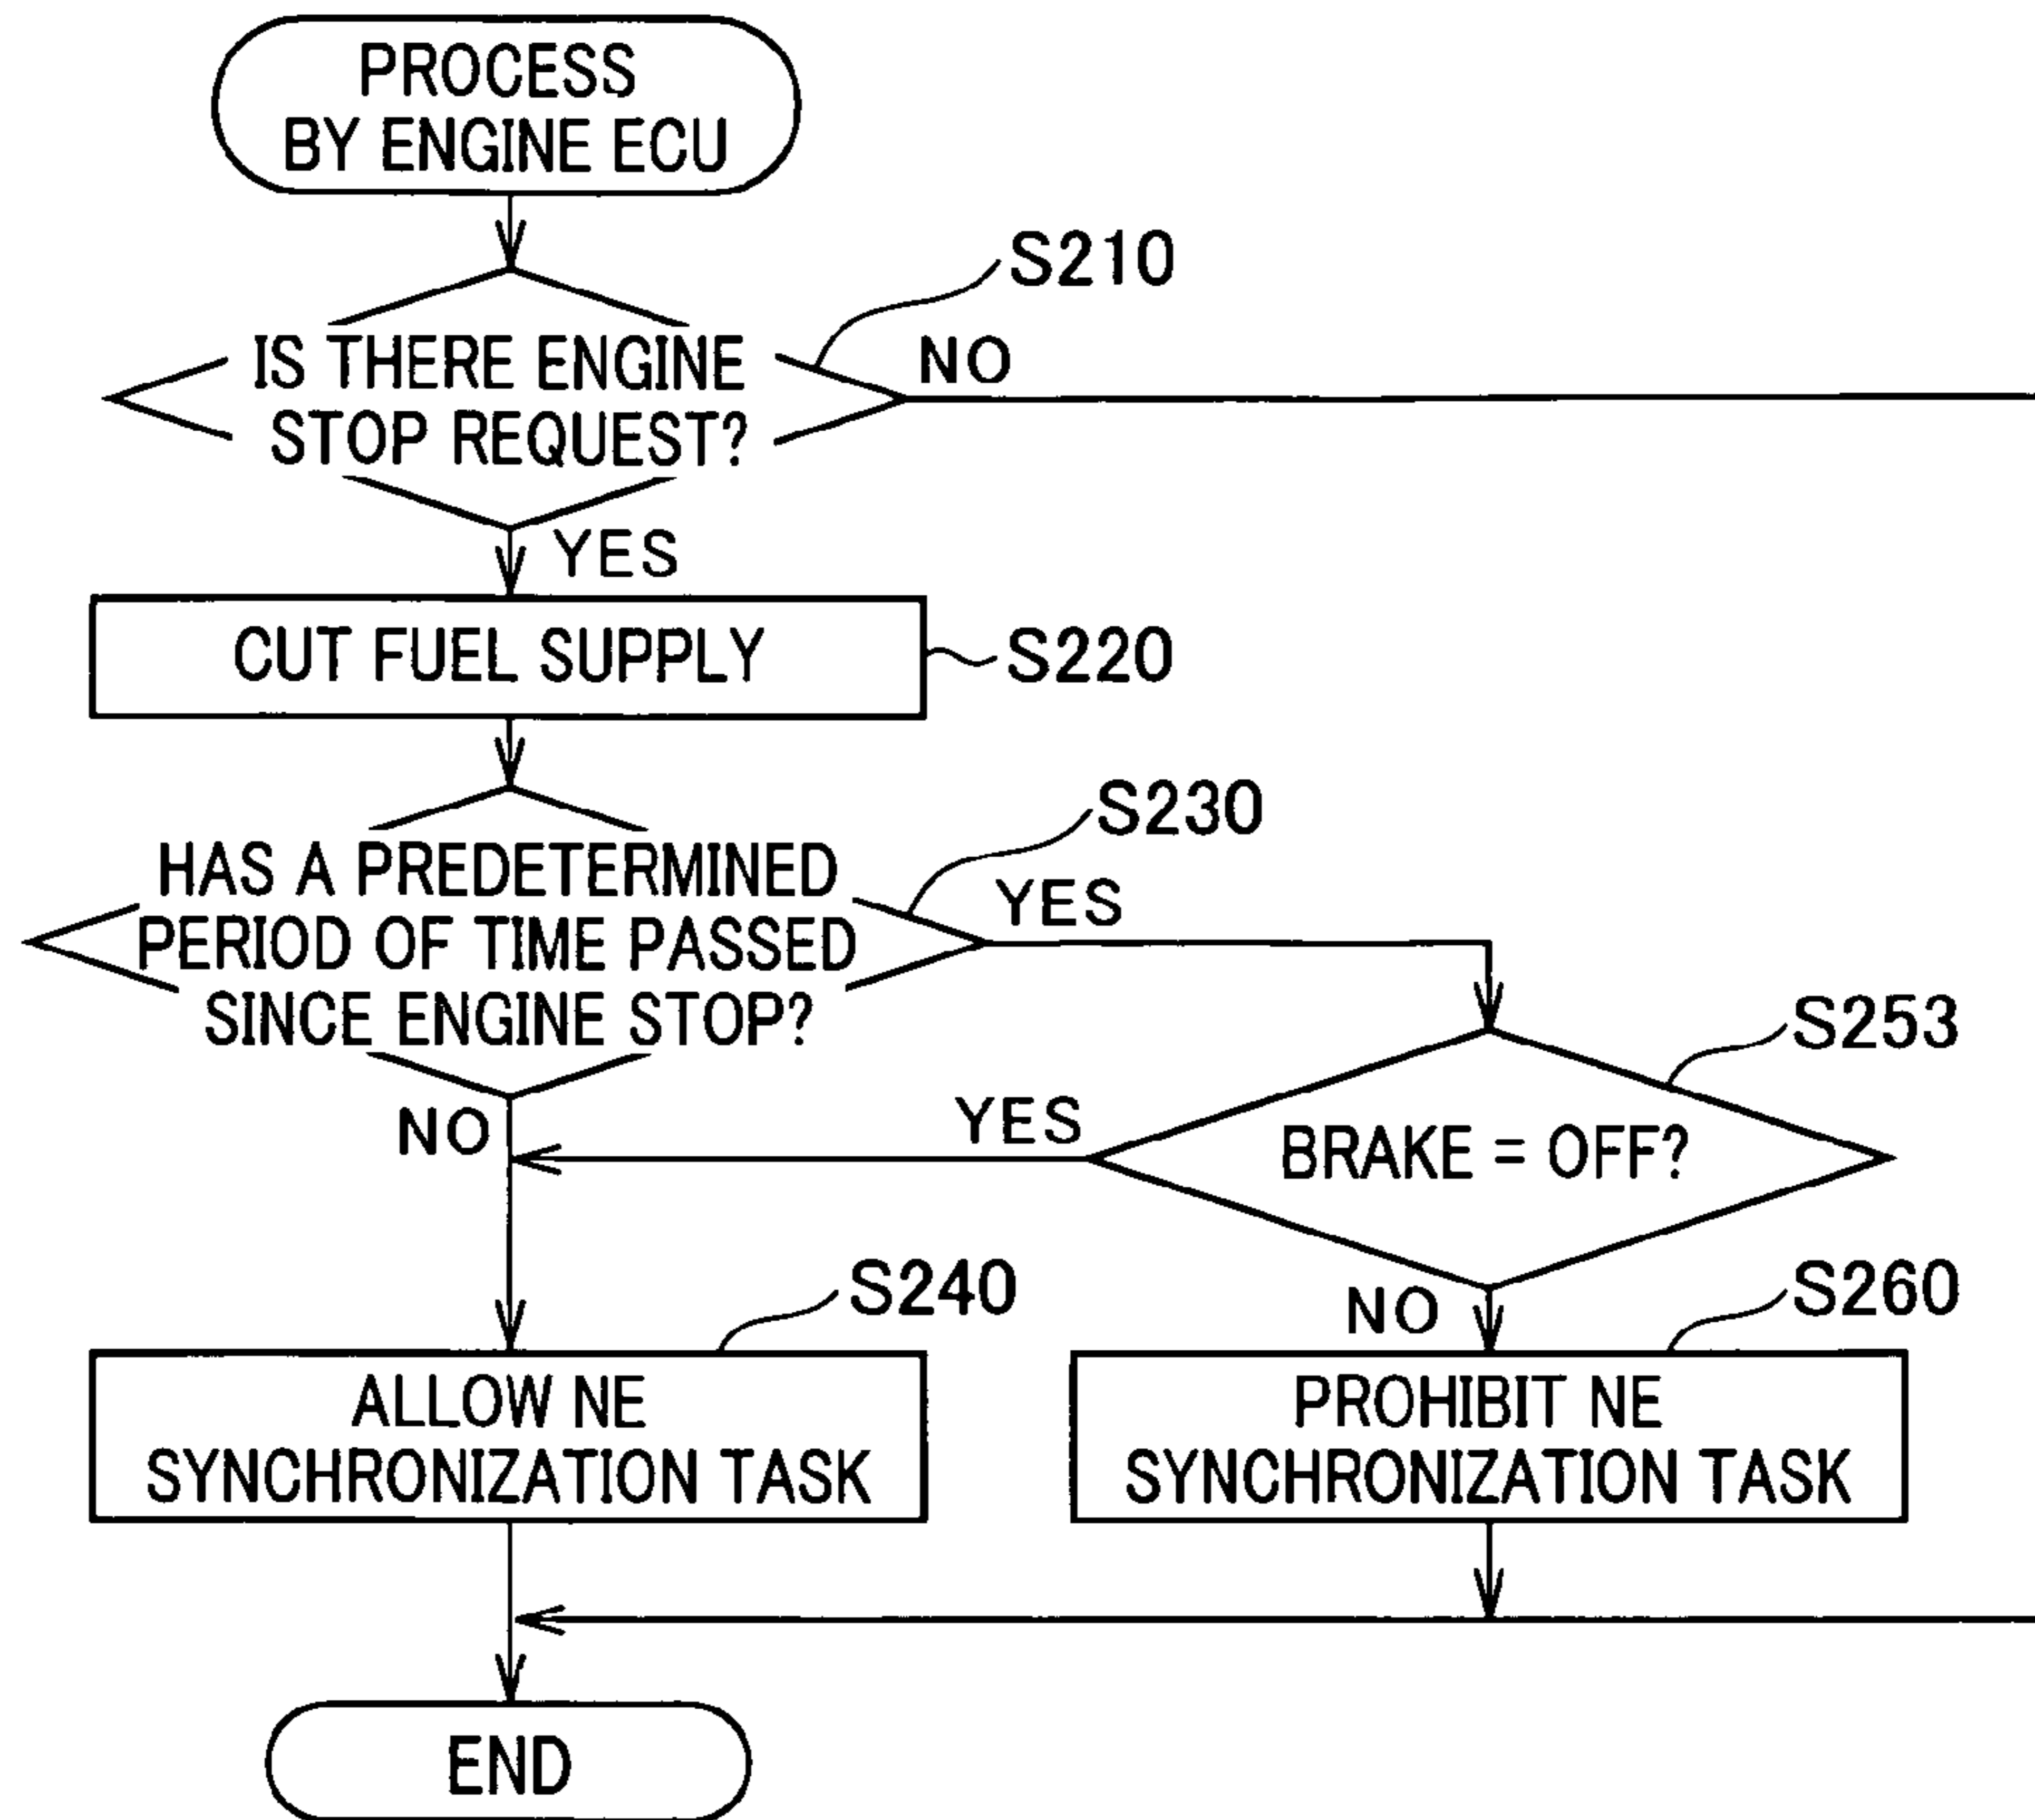 PROCESS
BY ENGINE ECU
S210
IS THERE ENGINE
STOP REQUEST?
NO
YES
CUT FUEL SUPPLY
S220
S230
HAS A PREDETERMINED
PERIOD OF TIME PASSED
SINCE ENGINE STOP?
YES
NO
S253
BRAKE = OFF?
YES
NO
S240
ALLOW NE
SYNCHRONIZATION TASK
S260
PROHIBIT NE
SYNCHRONIZATION TASK
END